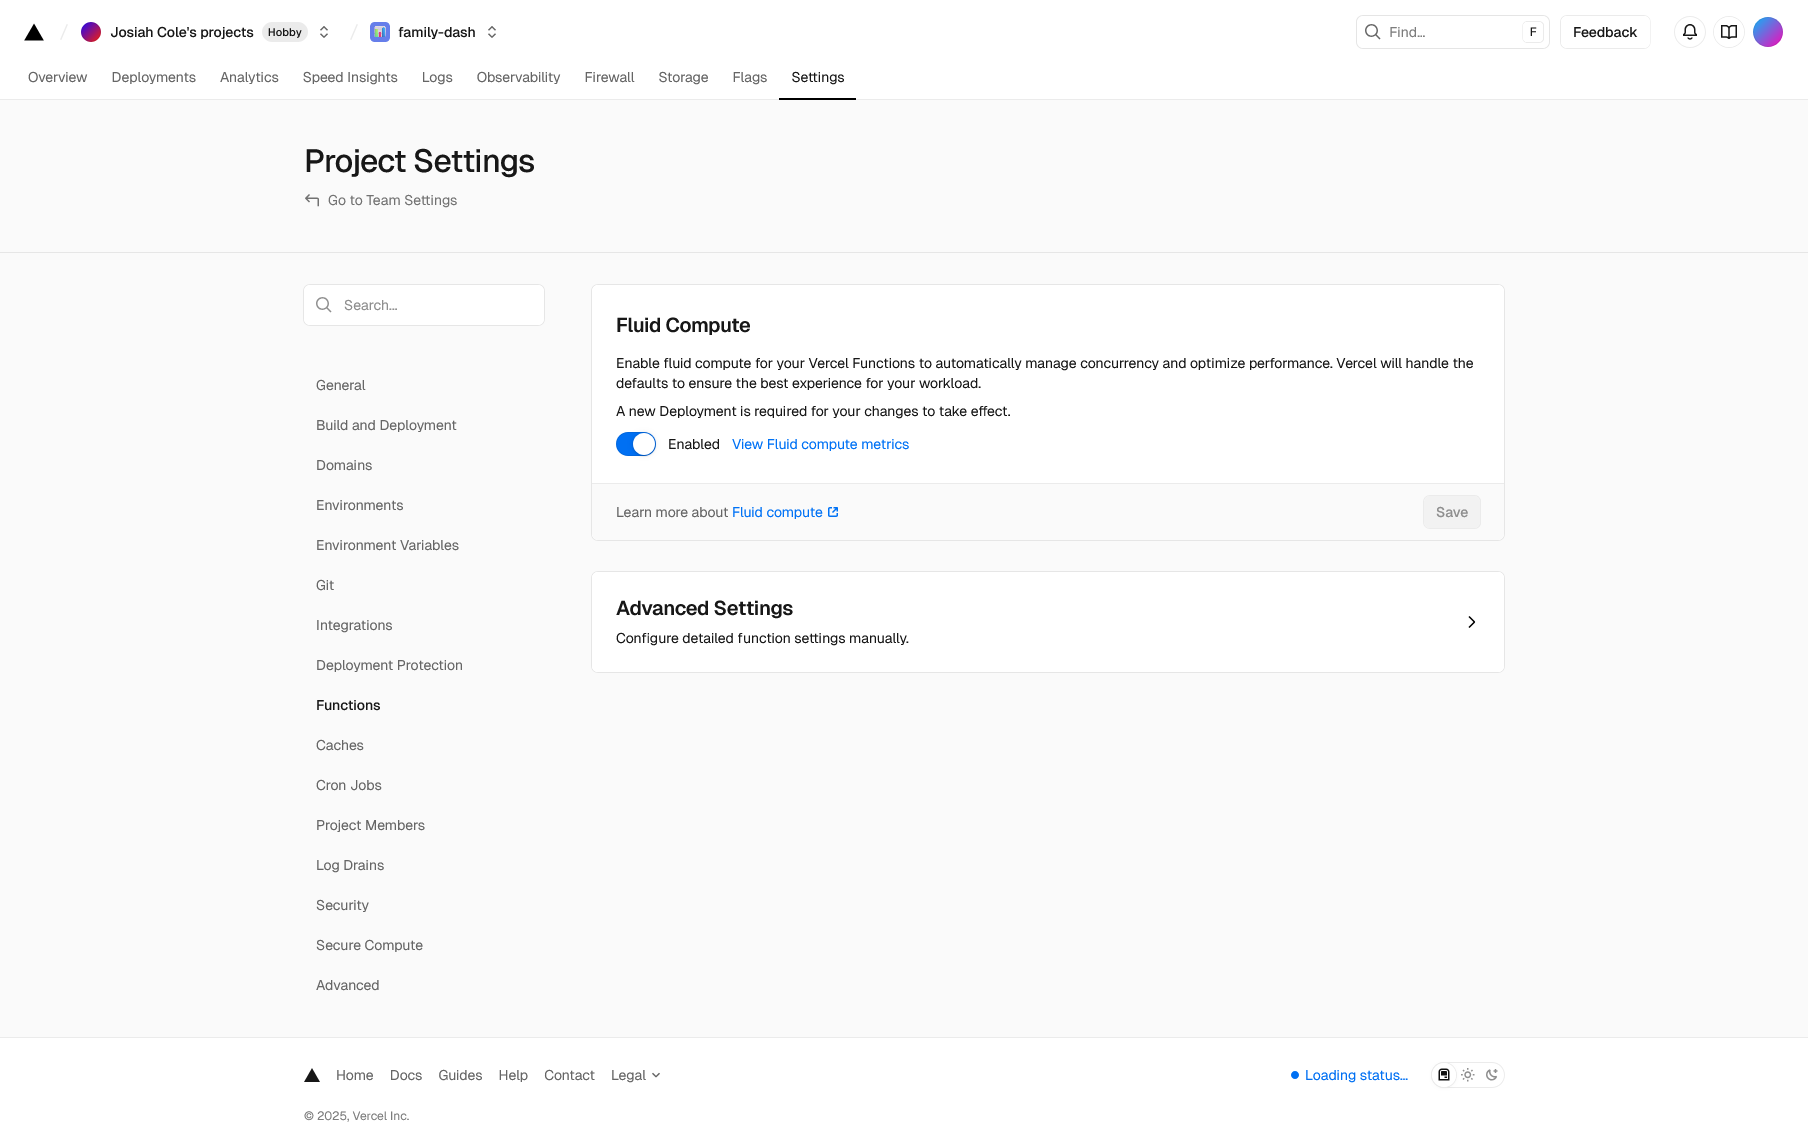 Josiah Cole's projects Hobby family-dash Find... F Feedback
Overview Deployments Analytics Speed Insights Logs Observability Firewall Storage Flags Settings
Project Settings
Go to Team Settings
Search...
General
Build and Deployment
Domains
Environments
Environment Variables
Git
Integrations
Deployment Protection
Functions
Caches
Cron Jobs
Project Members
Log Drains
Security
Secure Compute
Advanced
Fluid Compute
Enable fluid compute for your Vercel Functions to automatically manage concurrency and optimize performance. Vercel will handle the
defaults to ensure the best experience for your workload.
A new Deployment is required for your changes to take effect.
Enabled View Fluid compute metrics
Learn more about Fluid compute Save
Advanced Settings
Configure detailed function settings manually.
Home Docs Guides Help Contact Legal Loading status...
© 2025, Vercel Inc.